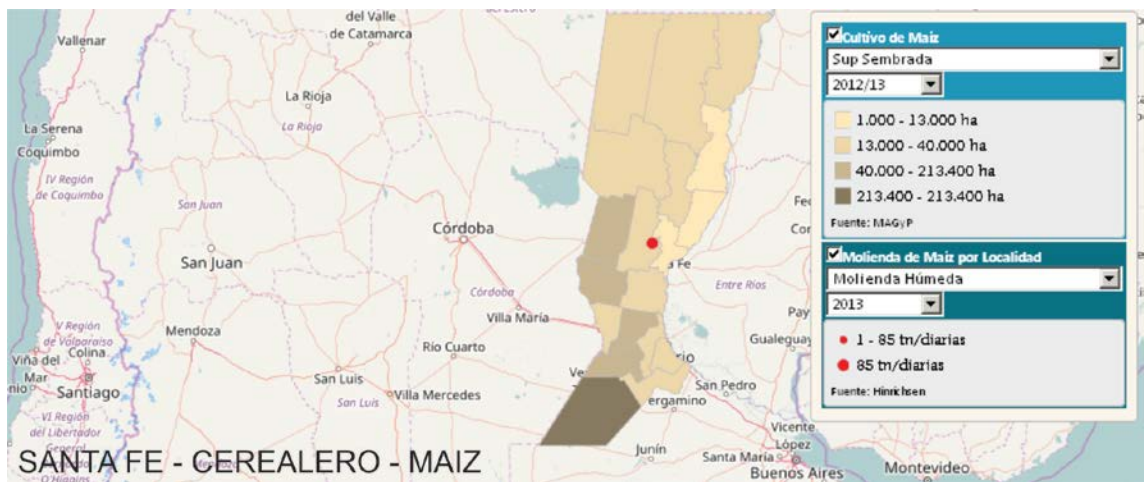 del Valle
de Catamarca
Vallenar
La Rioja
La Rioja
La Serena
Coquimbo
IV Región
de Coquimbo
San Juan
San Juan
Córdoba
Córdoba
Villa María
Mendoza
Río Cuarto
V Región
de Valparaíso
Viña del
Mar
Colina
Santiago
San Luis
San Luis
Villa Mercedes
VI Región
del Libertador
General
O'Higgins
a Fe
Entre Ríos
Gualeguay
San Pedro
ergamino
Junín
Santa María
Buenos Aires
Vicente
López
Montevideo
SANTA FE - CEREALERO - MAIZ
Cultivo de Maiz
Sup Sembrada
2012/13
1.000 - 13.000 ha
13.000 - 40.000 ha
40.000 - 213.400 ha
213.400 - 213.400 ha
Fuente: MAGyP
Molienda de Maiz por Localidad
Molienda Húmeda
2013
1 - 85 tn/diarias
85 tn/diarias
Fuente: Hinrichsen